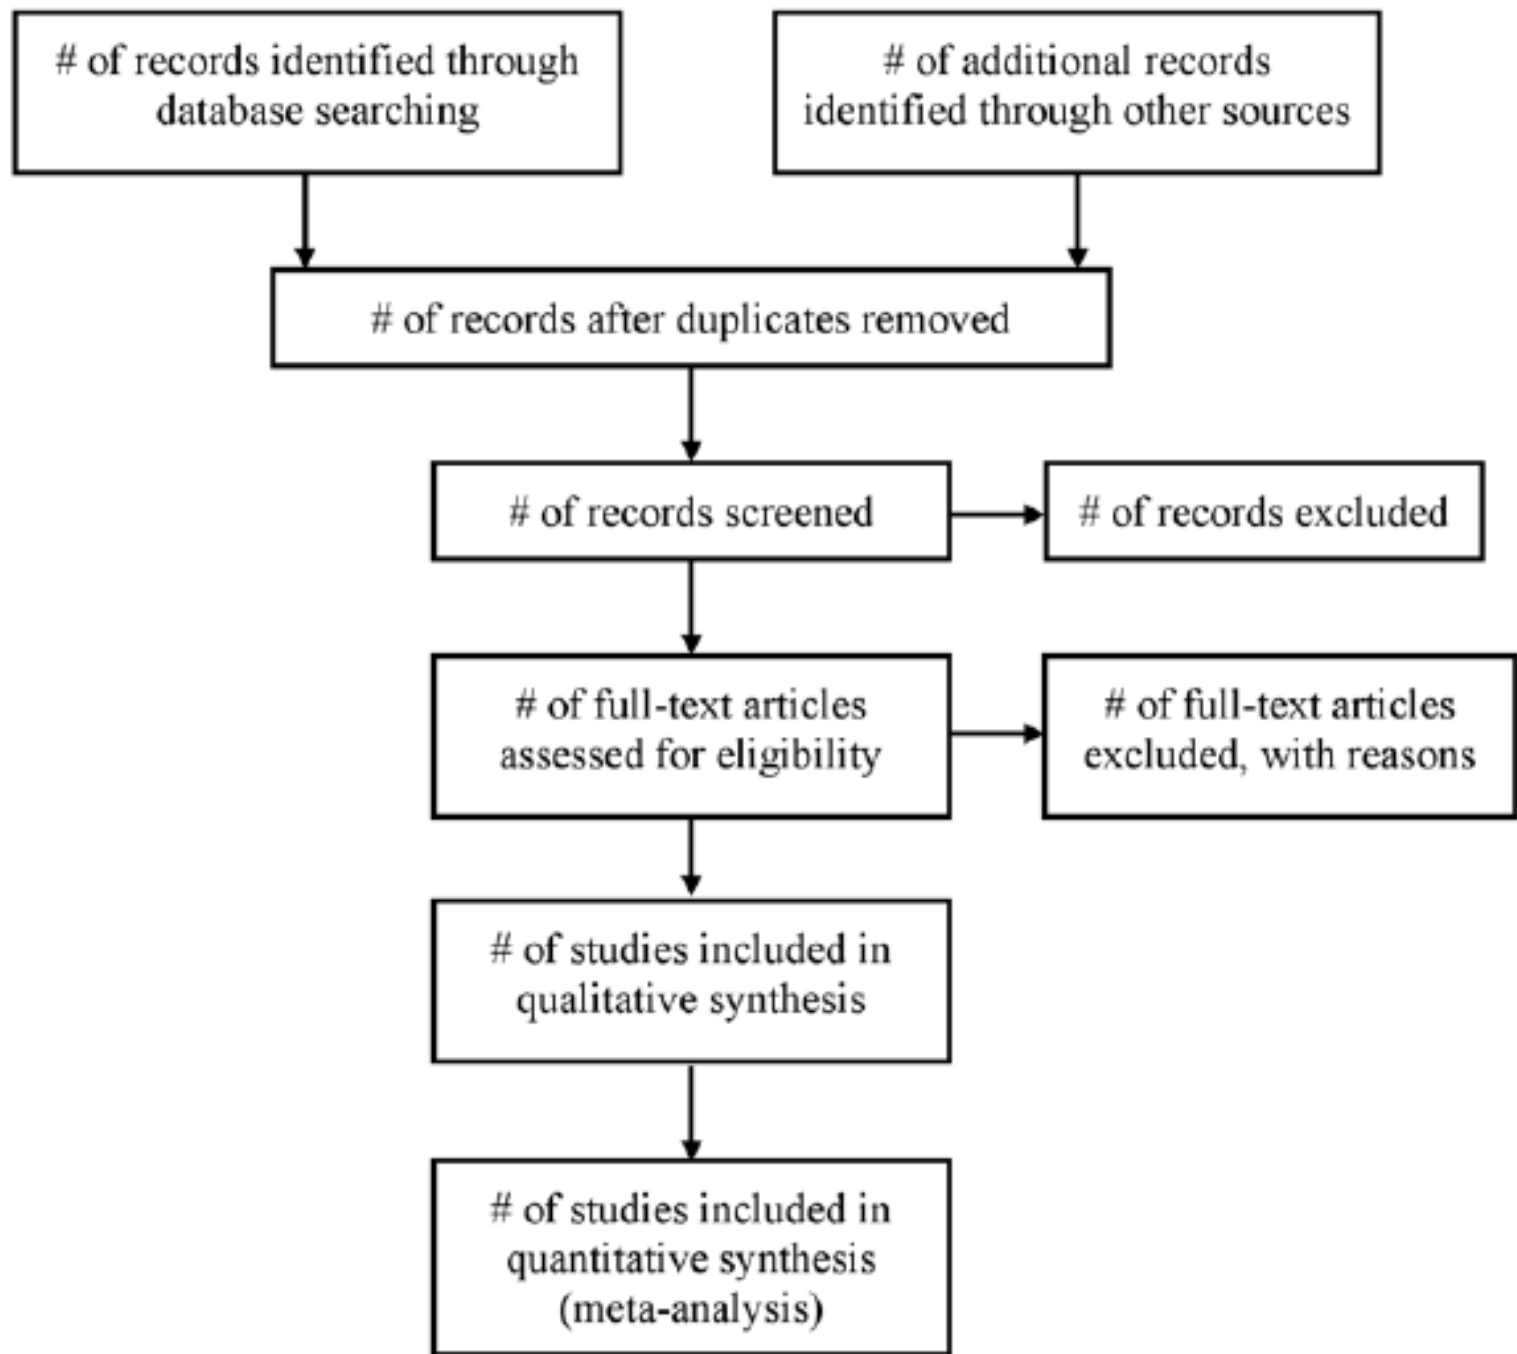 # of records identified through
database searching
# of additional records
identified through other sources
# of records after duplicates removed
# of records screened
# of records excluded
# of full-text articles
assessed for eligibility
# of full-text articles
excluded, with reasons
# of studies included in
qualitative synthesis
# of studies included in
quantitative synthesis
(meta-analysis)